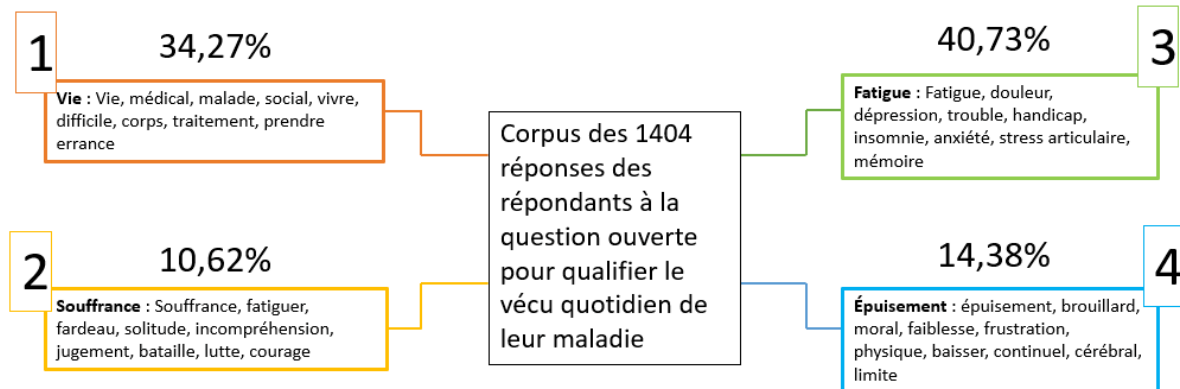 1
34,27%
Vie : Vie, médical, malade, social, vivre,
difficile, corps, traitement, prendre
errance
2
10,62%
Souffrance : Souffrance, fatiguer,
fardeau, solitude, incompréhension,
jugement, bataille, lutte, courage
Corpus des 1404
réponses des
répondants à la
question ouverte
pour qualifier le
vécu quotidien de
leur maladie
40,73%
3
Fatigue : Fatigue, douleur,
dépression, trouble, handicap,
insomnie, anxiété, stress articulaire,
mémoire
14,38%
4
Épuisement : épuisement, brouillard,
moral, faiblesse, frustration,
physique, baisser, continuel, cérébral,
limite